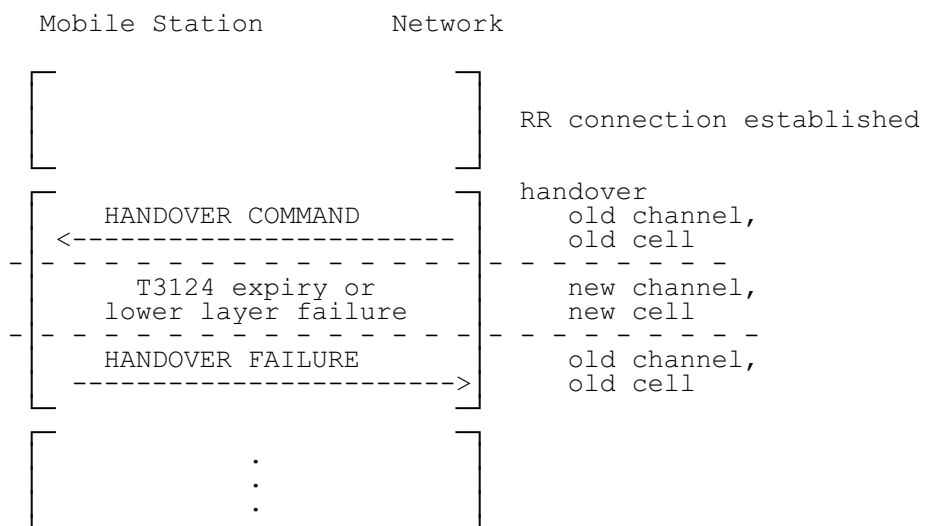 Mobile Station Network
RR connection established
handover
HANDOVER COMMAND old channel,
<------------------------ old cell
T3124 expiry or new channel,
lower layer failure new cell
HANDOVER FAILURE old channel,
------------------------> old cell
.
.
.